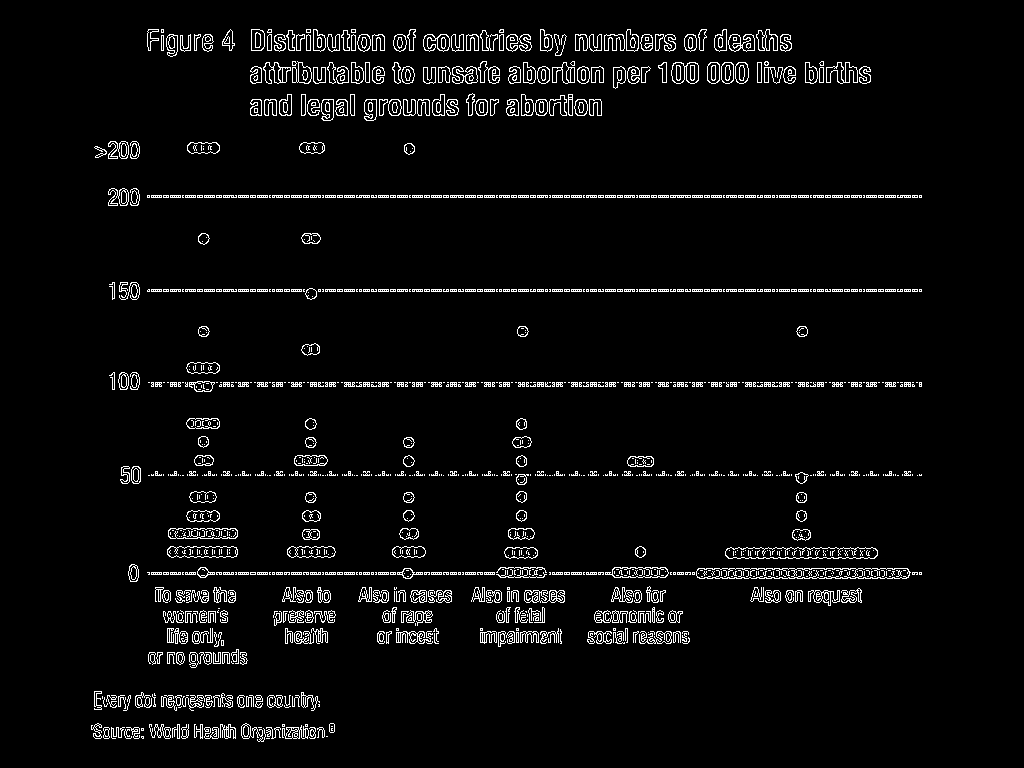 Figure 4 Distribution of countries by numbers of deaths
attributable to unsafe abortion per 100 000 live births
and legal grounds for abortion
>200
200
150
100
50
0
To save the
women's
life only,
or no grounds
Also to
preserve
health
Also in cases
of rape
or incest
Also in cases
of fetal
impairment
Also for
economic or
social reasons
Also on request
Every dot represents one country.
Source: World Health Organization.⁸